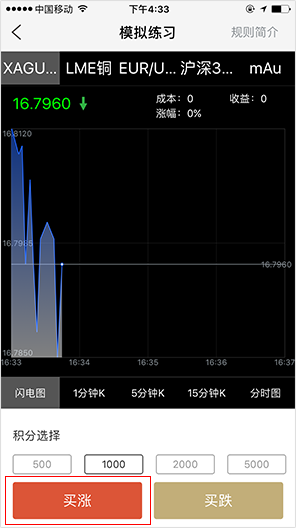 中国移动 下午4:33
模拟练习 规则简介
XAGU... LME铜 EUR/U... 沪深3... mAu
16.7960 成本：0 收益：0
涨幅：0%
16.8120
16.7985
16.7960
16.7850
16:33 16:34 16:35 16:36 16:37
闪电图 1分钟K 5分钟K 15分钟K 分时图
积分选择
500 1000 2000 5000
买涨 买跌